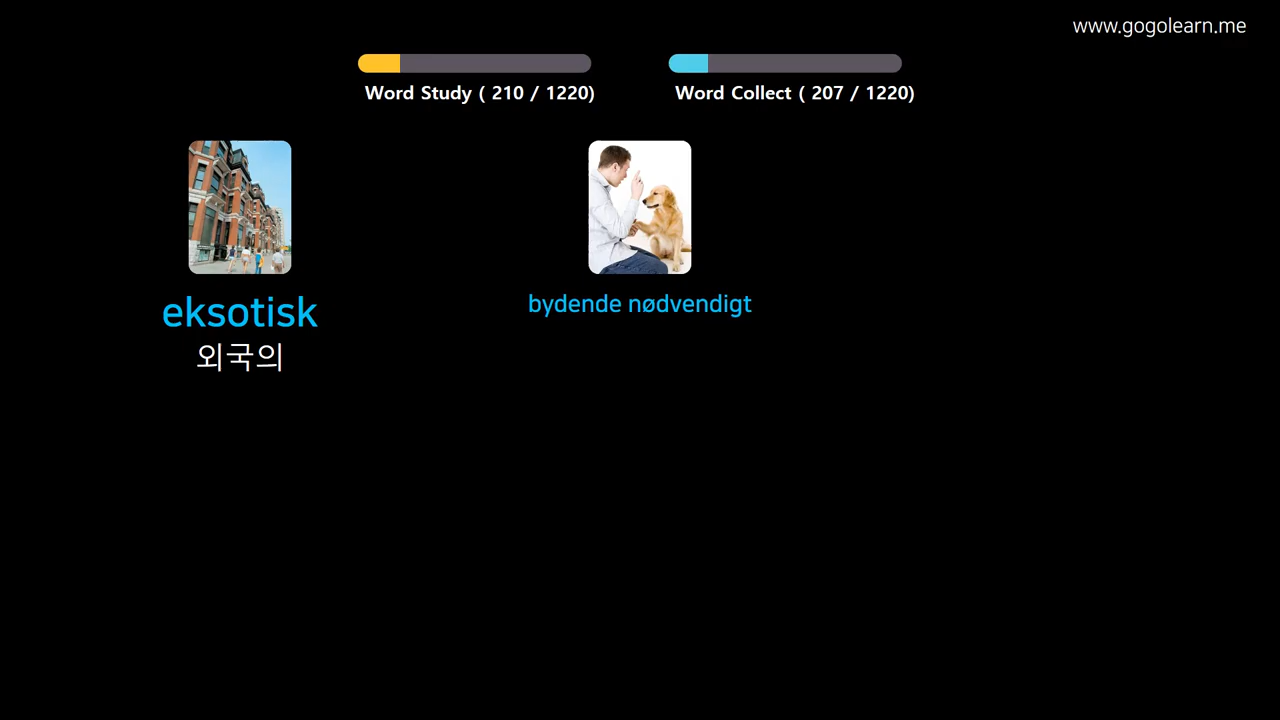 www.gogolearn.me
Word Study ( 210 / 1220)
Word Collect ( 207 / 1220)
eksotisk
외국의
bydende nødvendigt